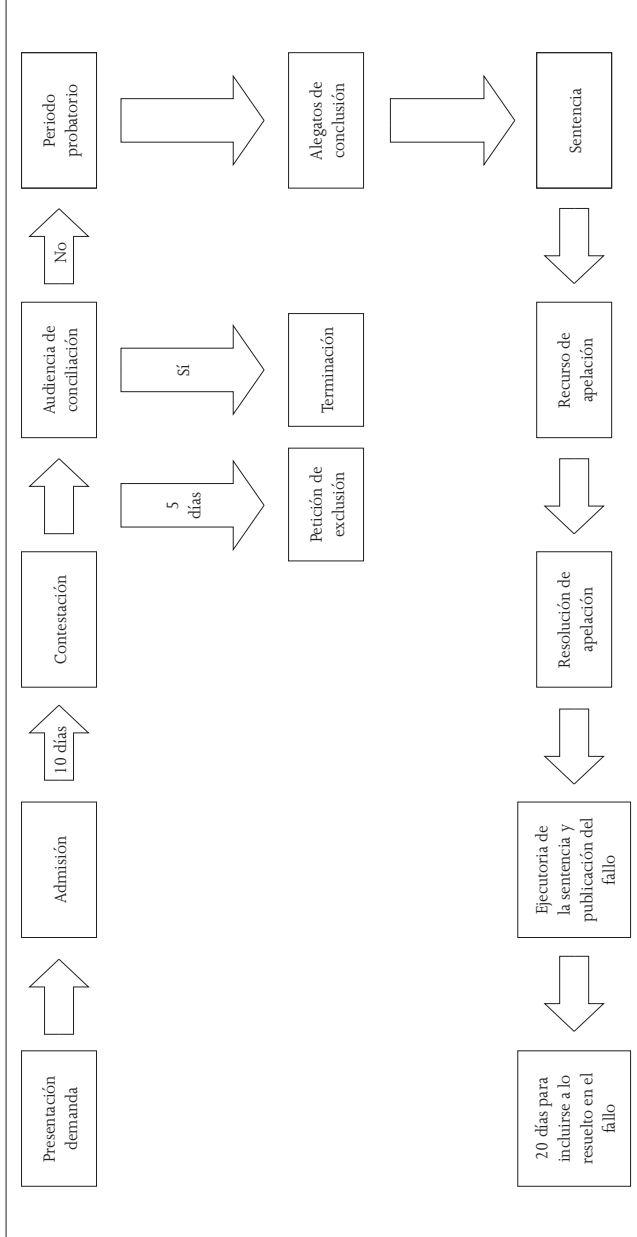 Presentación
demanda
Admisión
10 días
Contestación
Audiencia de
conciliación
No
Periodo
probatorio
5
días
Sí
Petición de
exclusión
Terminación
Alegatos de
conclusión
Sentencia
Recurso de
apelación
Resolución de
apelación
Ejecutoria de
la sentencia y
publicación del
fallo
20 días para
incluirse a lo
resuelto en el
fallo